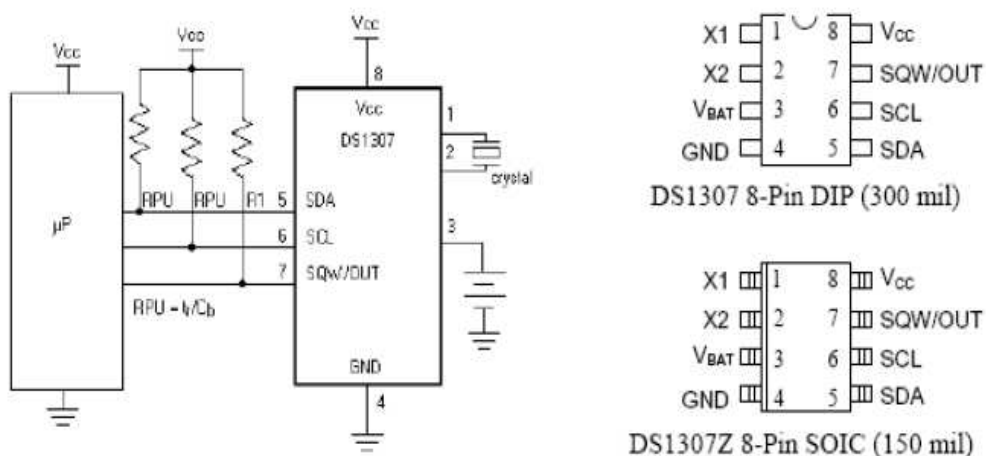 Vcc
Vcc
Vcc
8
Vcc
DS1307
1
2
crystal
RPU
RPU
R1
5
SDA
μP
6
SCL
3
7
SQW/OUT
RPU = tr/Cb
GND
4
X1 1 8 Vcc
X2 2 7 SQW/OUT
VBAT 3 6 SCL
GND 4 5 SDA
DS1307 8-Pin DIP (300 mil)
X1 1 8 Vcc
X2 2 7 SQW/OUT
VBAT 3 6 SCL
GND 4 5 SDA
DS1307Z 8-Pin SOIC (150 mil)